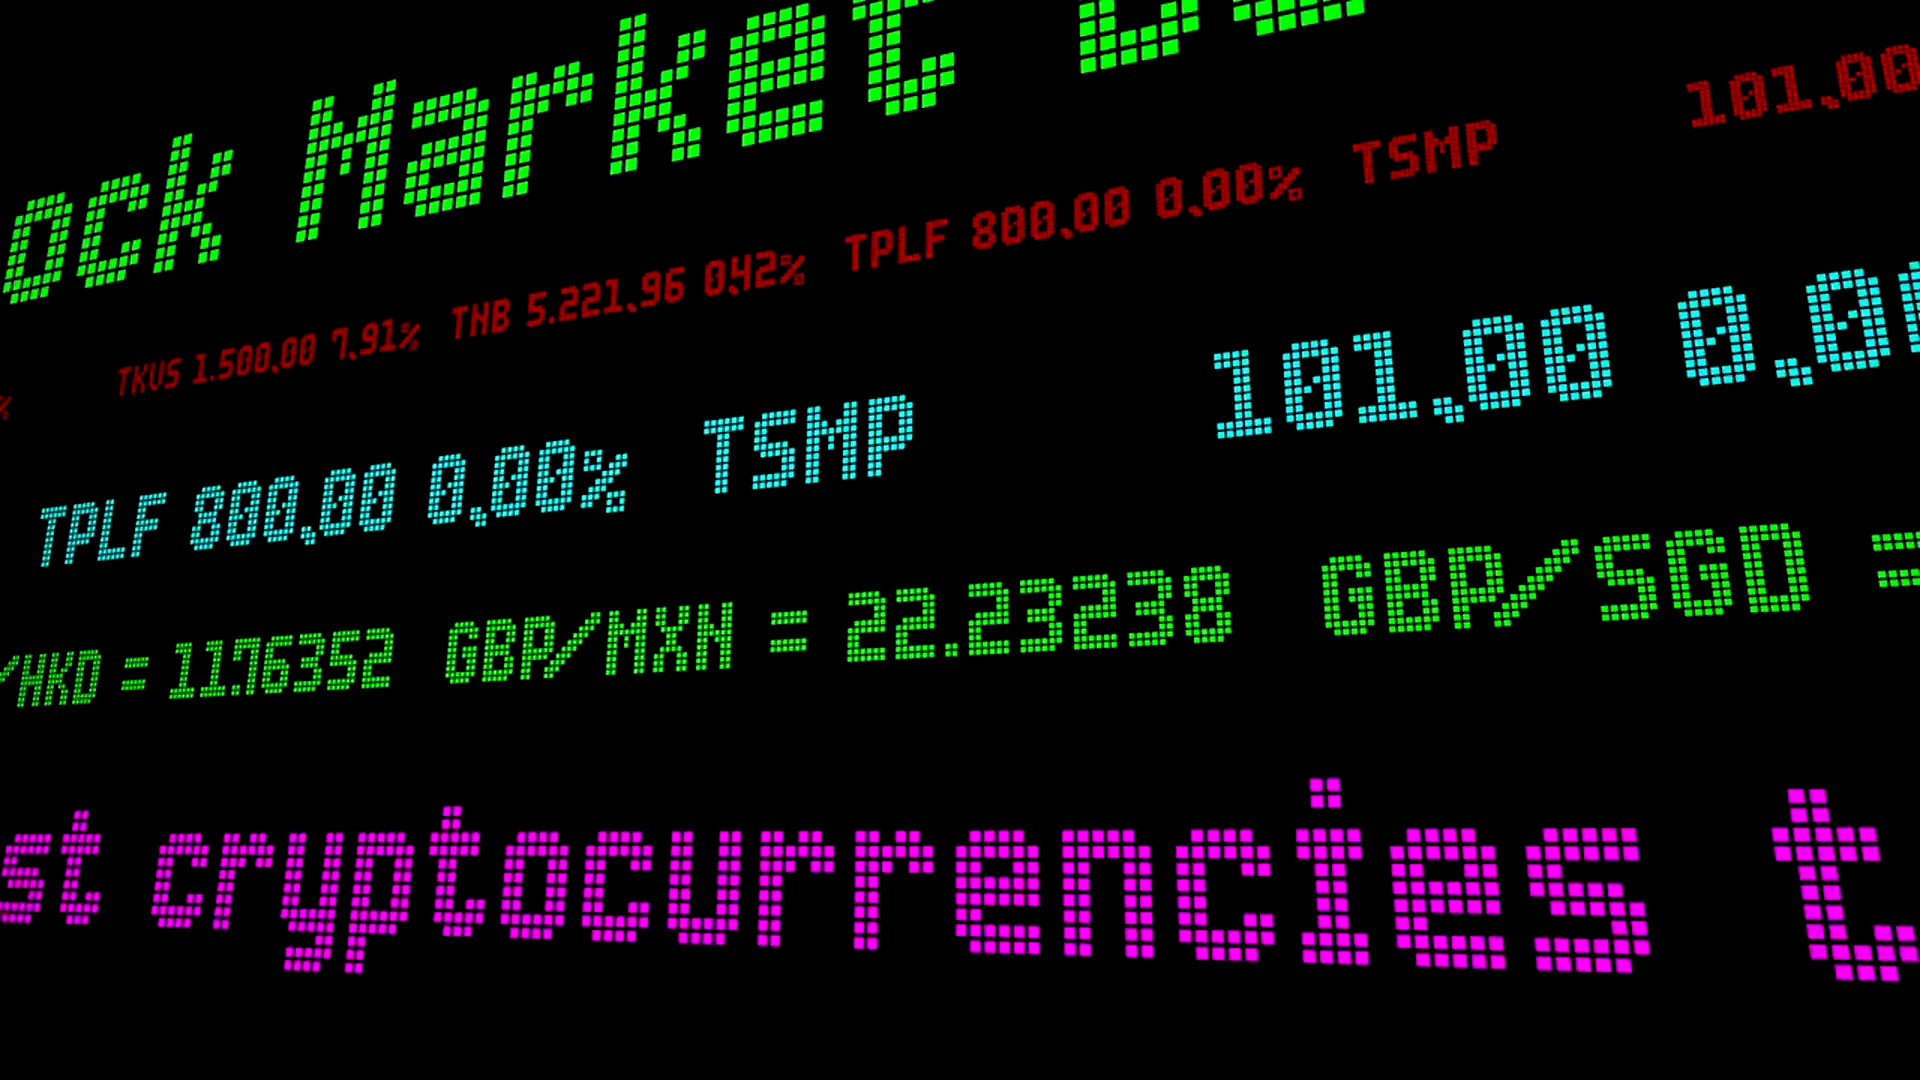 ock Market
% TKVS 1.500,00 7,91% THB 5.221,96 0,42% TPLF 800,00 0,00% TSMP 101,00
TPLF 800,00 0,00% TSMP 101,00 0,0
/HKD = 11.76352 GBP/MXN = 22.23238 GBP/SGD =
st cryptocurrencies t